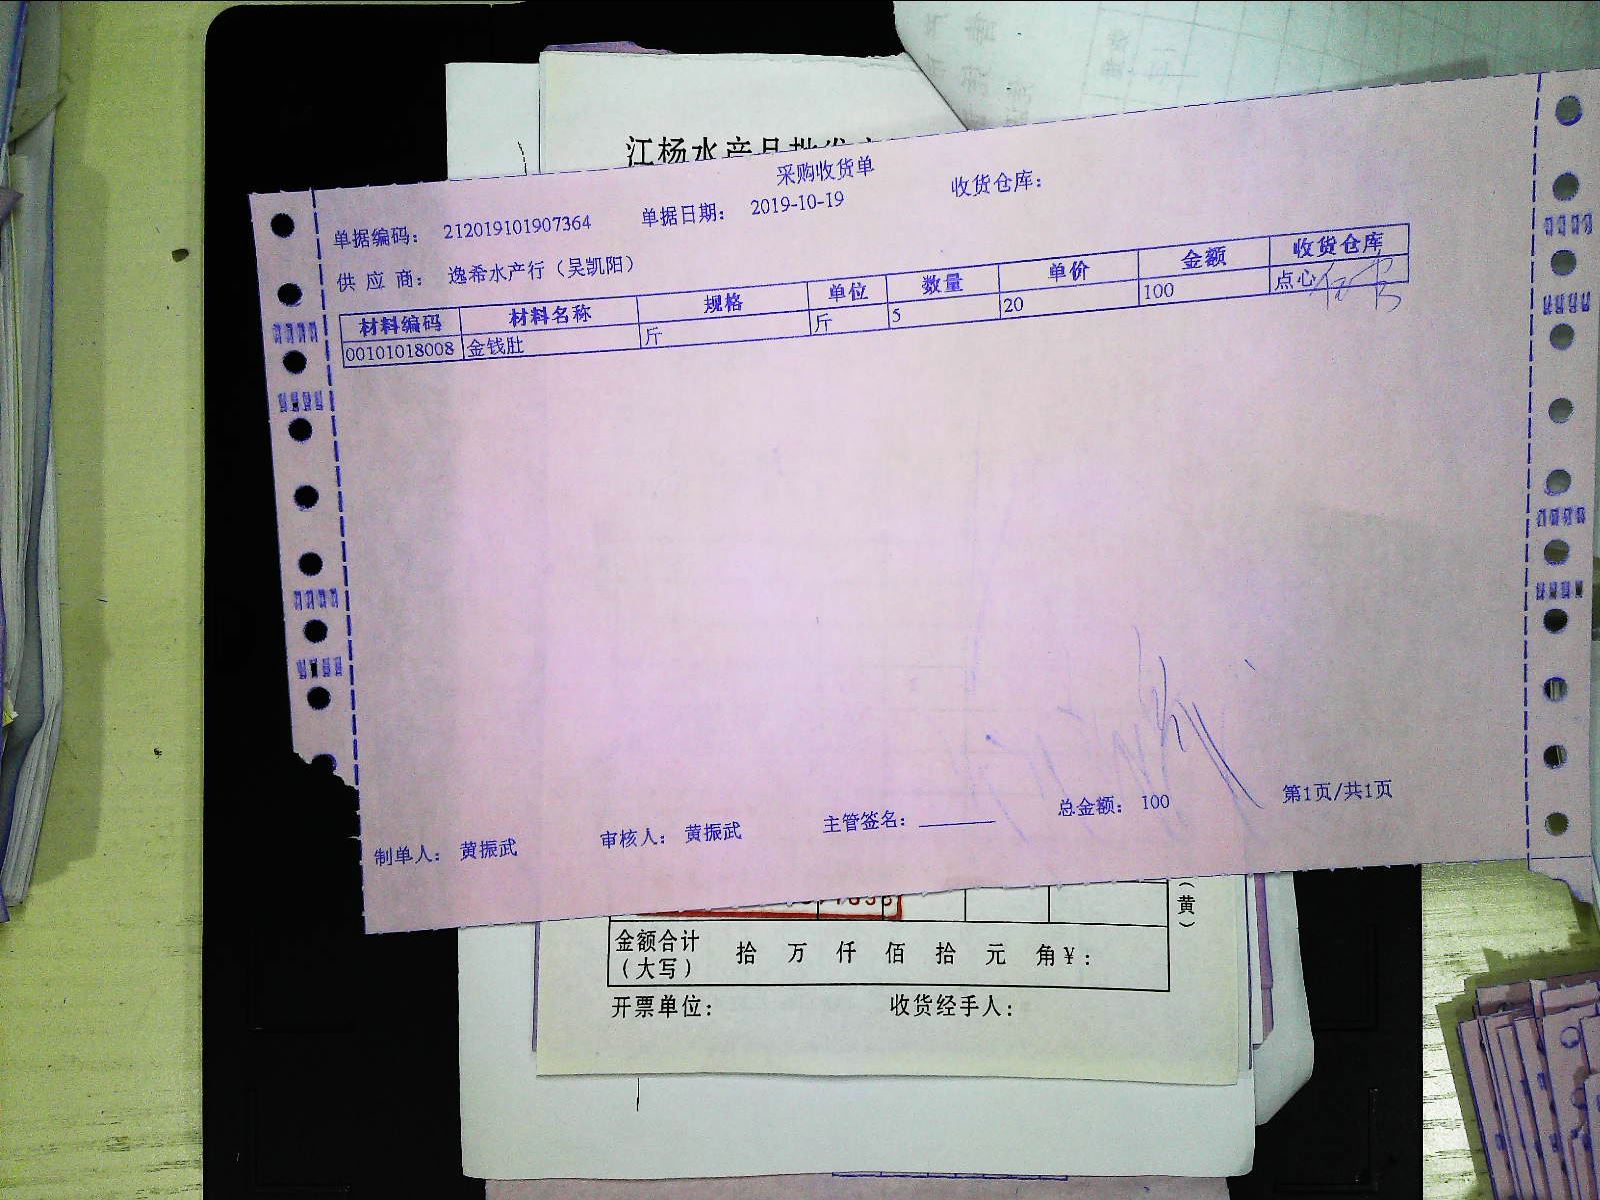 江杨水产品批发
采购收货单
单据编码： 212019101907364 单据日期： 2019-10-19 收货仓库：
供 应 商： 逸希水产行（吴凯阳）
材料编码 材料名称 规格 单位 数量 单价 金额 收货仓库
00101018008 金钱肚 斤 斤 5 20 100 点心
制单人： 黄振武 审核人： 黄振武 主管签名： 总金额： 100 第1页/共1页
（黄）
金额合计 拾 万 仟 佰 拾 元 角￥：
（大写）
开票单位： 收货经手人：